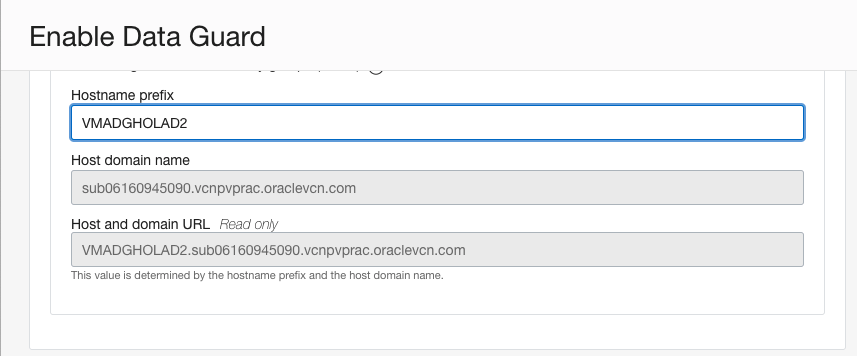 Enable Data Guard
Hostname prefix
VMADGHOLAD2
Host domain name
sub06160945090.vcnpvprac.oraclevcn.com
Host and domain URL Read only
VMADGHOLAD2.sub06160945090.vcnpvprac.oraclevcn.com
This value is determined by the hostname prefix and the host domain name.